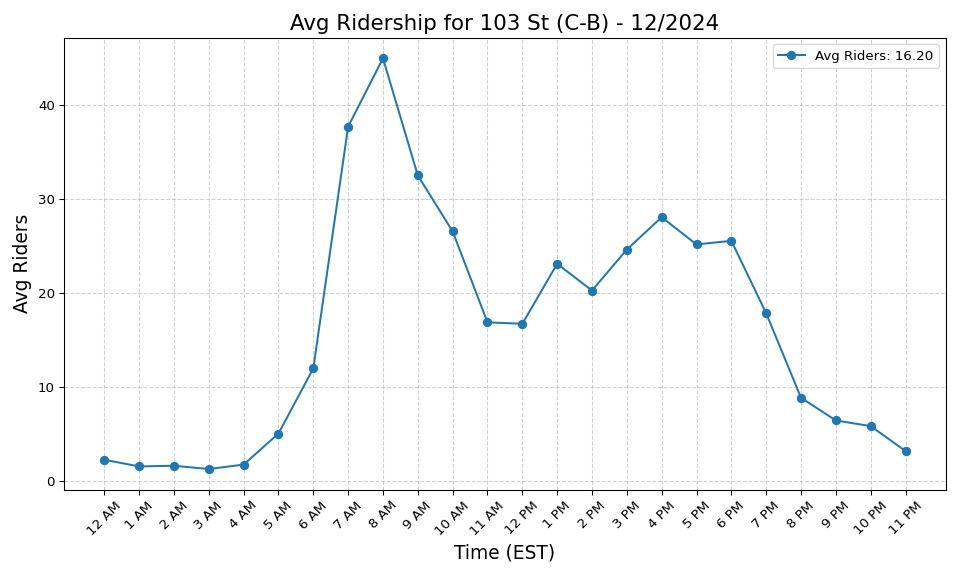 Avg Ridership for 103 St (C-B) - 12/2024
Avg Riders: 16.20
Avg Riders
40
30
20
10
0
12 AM
1 AM
2 AM
3 AM
4 AM
5 AM
6 AM
7 AM
8 AM
9 AM
10 AM
11 AM
12 PM
1 PM
2 PM
3 PM
4 PM
5 PM
6 PM
7 PM
8 PM
9 PM
10 PM
11 PM
Time (EST)